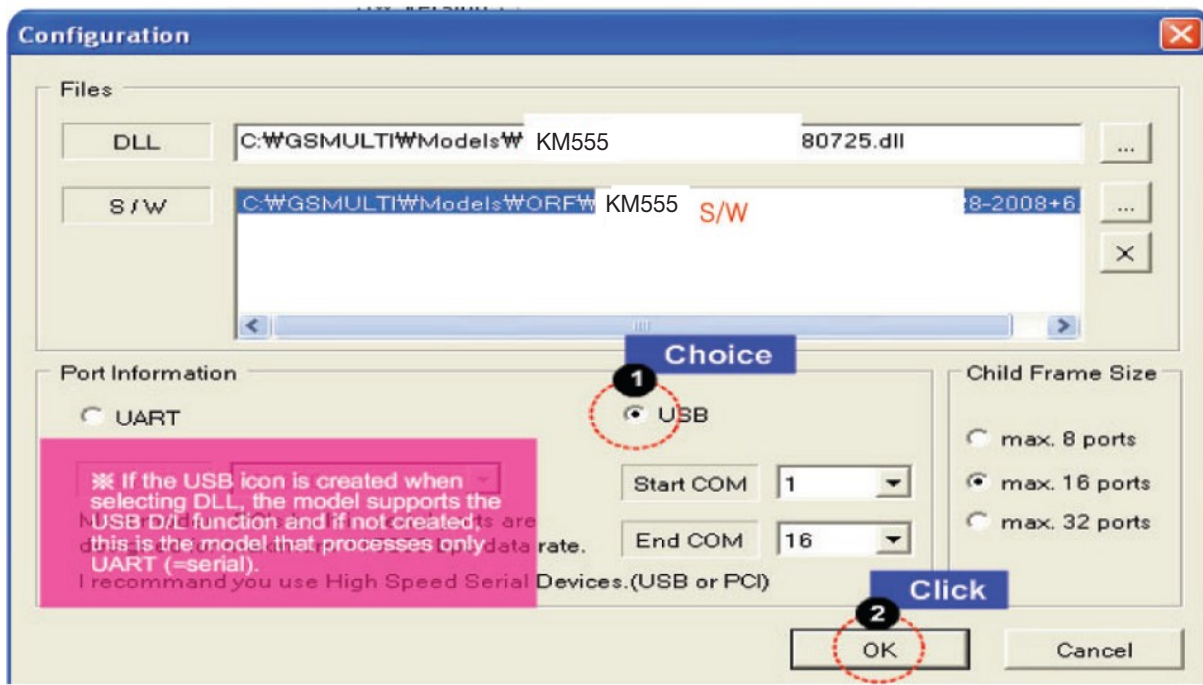 Configuration
Files
DLL
C:₩GSMULTI₩Models₩ KM555 80725.dll
...
S/W
C:₩GSMULTI₩Models₩ORF₩ KM555 S/W 8-2008+6.
...
Choice
Port Information
1
UART
USB
※ If the USB icon is created when
selecting DLL, the model supports the
USB D/L function and if not created,
this is the model that processes only
UART (=serial).
data rate.
I recommand you use High Speed Serial Devices.(USB or PCI)
Start COM 1
End COM 16
Child Frame Size
max. 8 ports
max. 16 ports
max. 32 ports
Click
2
OK
Cancel